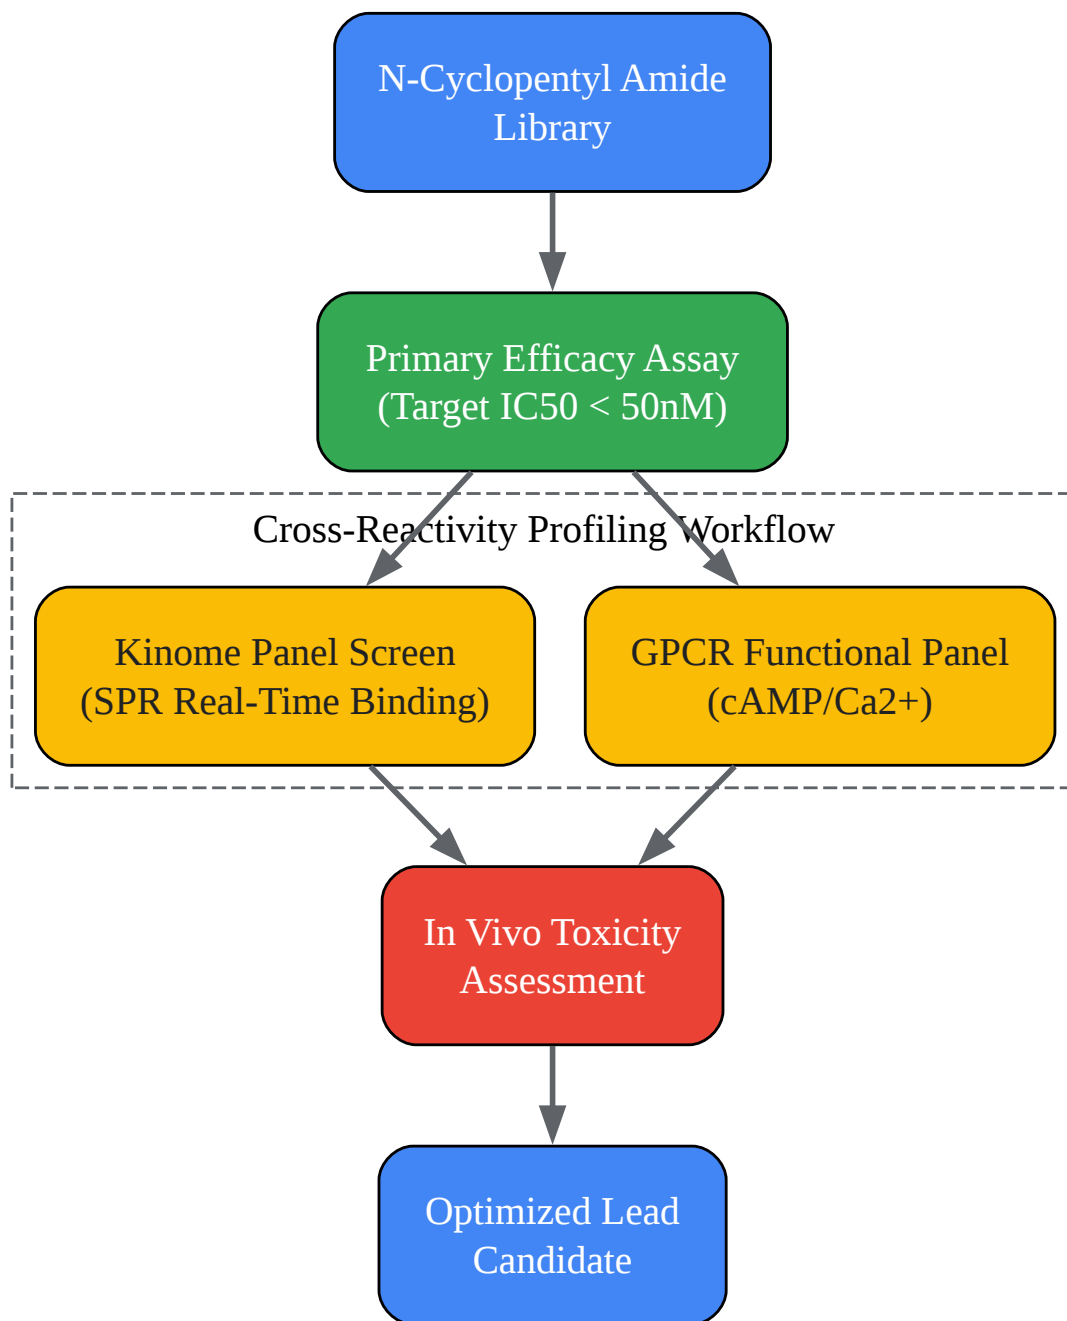 N-Cyclopentyl Amide
Library
Primary Efficacy Assay
(Target IC50 < 50nM)
Cross-Reactivity Profiling Workflow
Kinome Panel Screen
(SPR Real-Time Binding)
GPCR Functional Panel
(cAMP/Ca2+)
In Vivo Toxicity
Assessment
Optimized Lead
Candidate